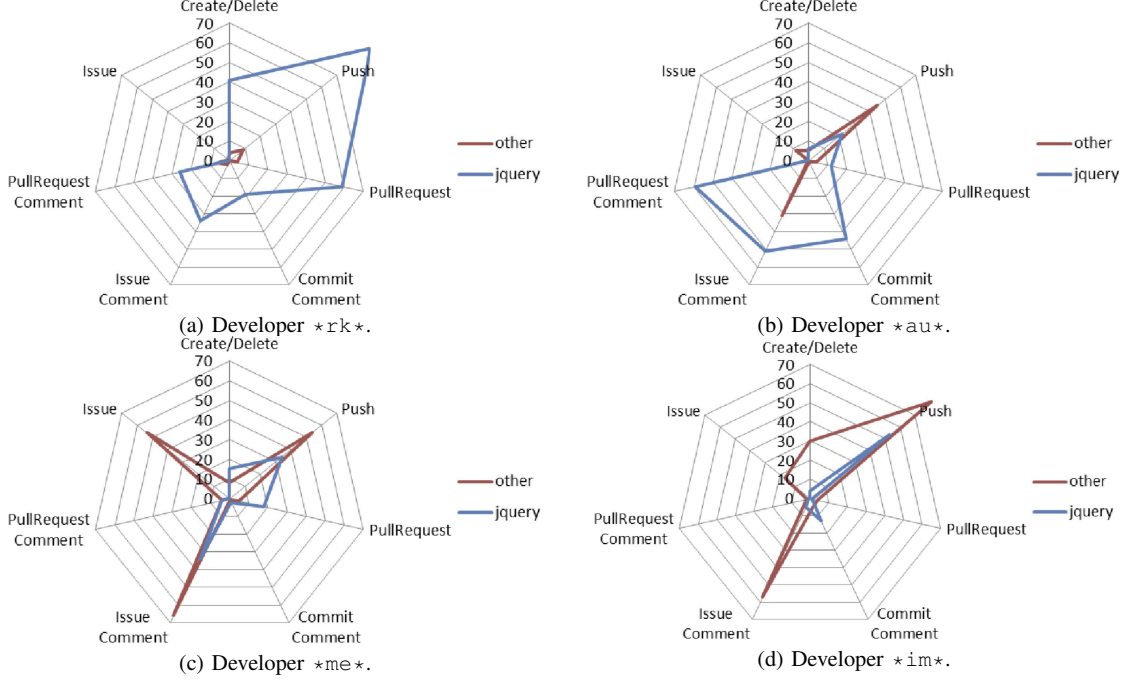 Create/Delete
70
60
50
40
30
20
10
0
Push
PullRequest
Commit
Comment
Issue
Comment
PullRequest
Comment
Issue
other
jquery
(a) Developer *rk*.
Create/Delete
70
60
50
40
30
20
10
0
Push
PullRequest
Commit
Comment
Issue
Comment
PullRequest
Comment
Issue
other
jquery
(b) Developer *au*.
Create/Delete
70
60
50
40
30
20
10
0
Push
PullRequest
Commit
Comment
Issue
Comment
PullRequest
Comment
Issue
other
jquery
(c) Developer *me*.
Create/Delete
70
60
50
40
30
20
10
0
Push
PullRequest
Commit
Comment
Issue
Comment
PullRequest
Comment
Issue
other
jquery
(d) Developer *im*.